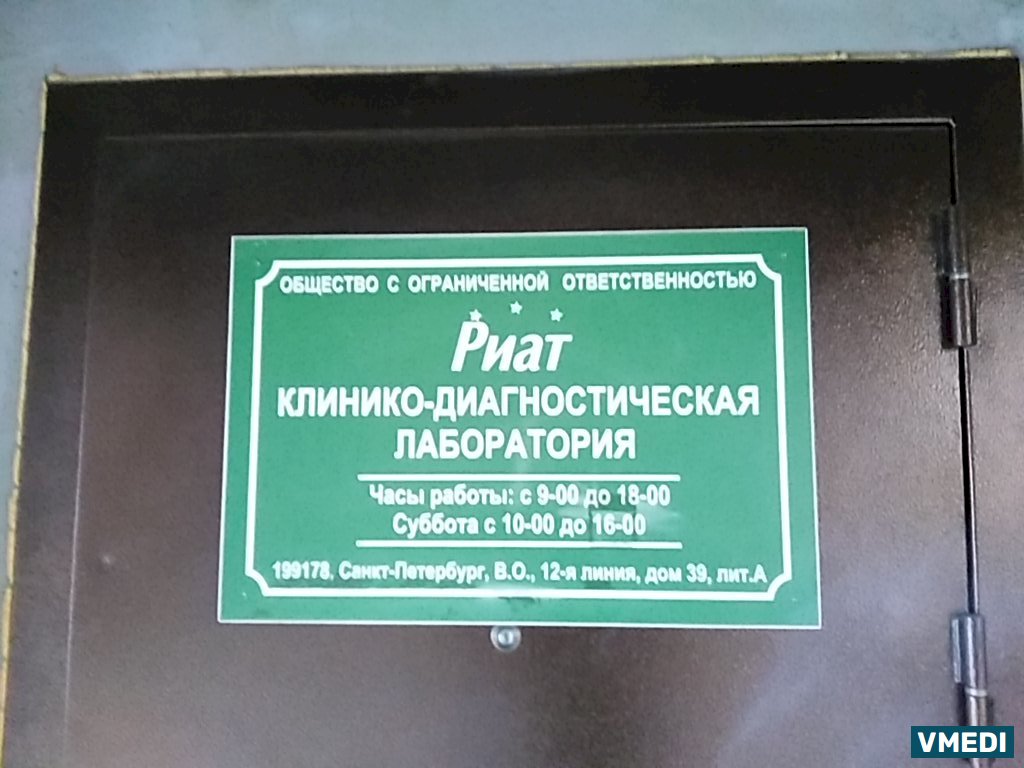 ОБЩЕСТВО С ОГРАНИЧЕННОЙ ОТВЕТСТВЕННОСТЬЮ
Риат
КЛИНИКО-ДИАГНОСТИЧЕСКАЯ
ЛАБОРАТОРИЯ
Часы работы: с 9-00 до 18-00
Суббота с 10-00 до 16-00
199178, Санкт-Петербург, В.О., 12-я линия, дом 39, лит.А
VMEDI